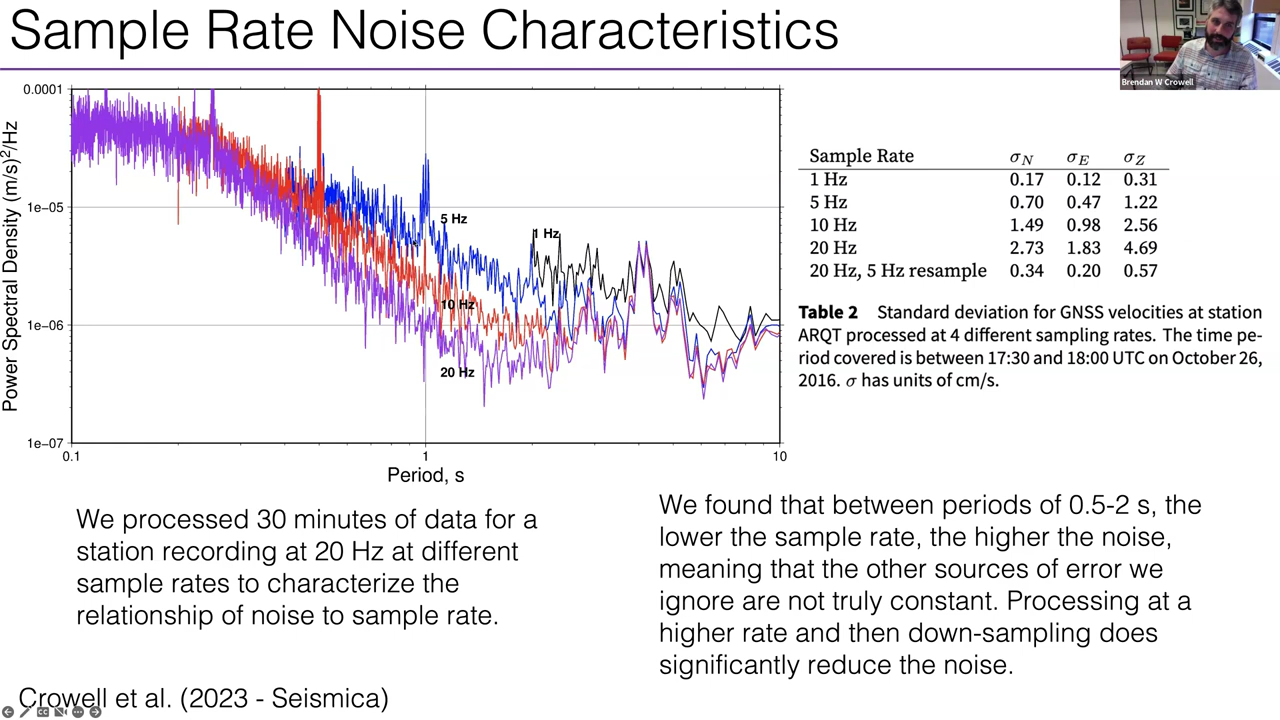 Sample Rate Noise Characteristics
Brendan W Crowell
Power Spectral Density (m/s)²/Hz
0.0001
1e−05
1e−06
1e−07
5 Hz
1 Hz
10 Hz
20 Hz
0.1
1
10
Period, s
Sample Rate σN σE σZ
1 Hz 0.17 0.12 0.31
5 Hz 0.70 0.47 1.22
10 Hz 1.49 0.98 2.56
20 Hz 2.73 1.83 4.69
20 Hz, 5 Hz resample 0.34 0.20 0.57
Table 2 Standard deviation for GNSS velocities at station
ARQT processed at 4 different sampling rates. The time pe-
riod covered is between 17:30 and 18:00 UTC on October 26,
2016. σ has units of cm/s.
We processed 30 minutes of data for a
station recording at 20 Hz at different
sample rates to characterize the
relationship of noise to sample rate.
We found that between periods of 0.5-2 s, the
lower the sample rate, the higher the noise,
meaning that the other sources of error we
ignore are not truly constant. Processing at a
higher rate and then down-sampling does
significantly reduce the noise.
Crowell et al. (2023 - Seismica)